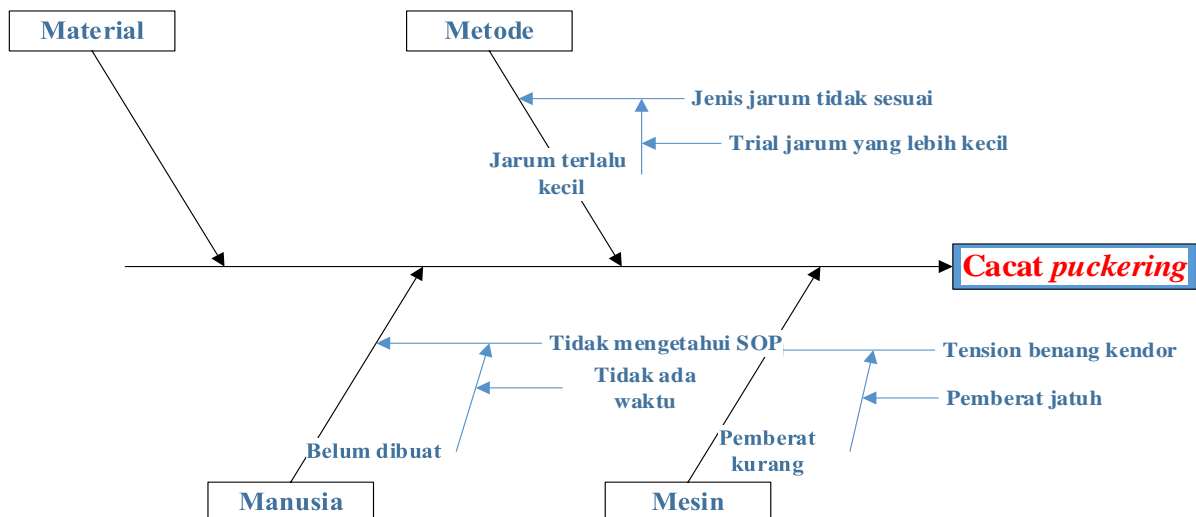 Material
Metode
Jenis jarum tidak sesuai
Trial jarum yang lebih kecil
Jarum terlalu
kecil
Cacat puckering
Tidak mengetahui SOP
Tension benang kendor
Tidak ada
waktu
Pemberat jatuh
Belum dibuat
Pemberat
kurang
Manusia
Mesin